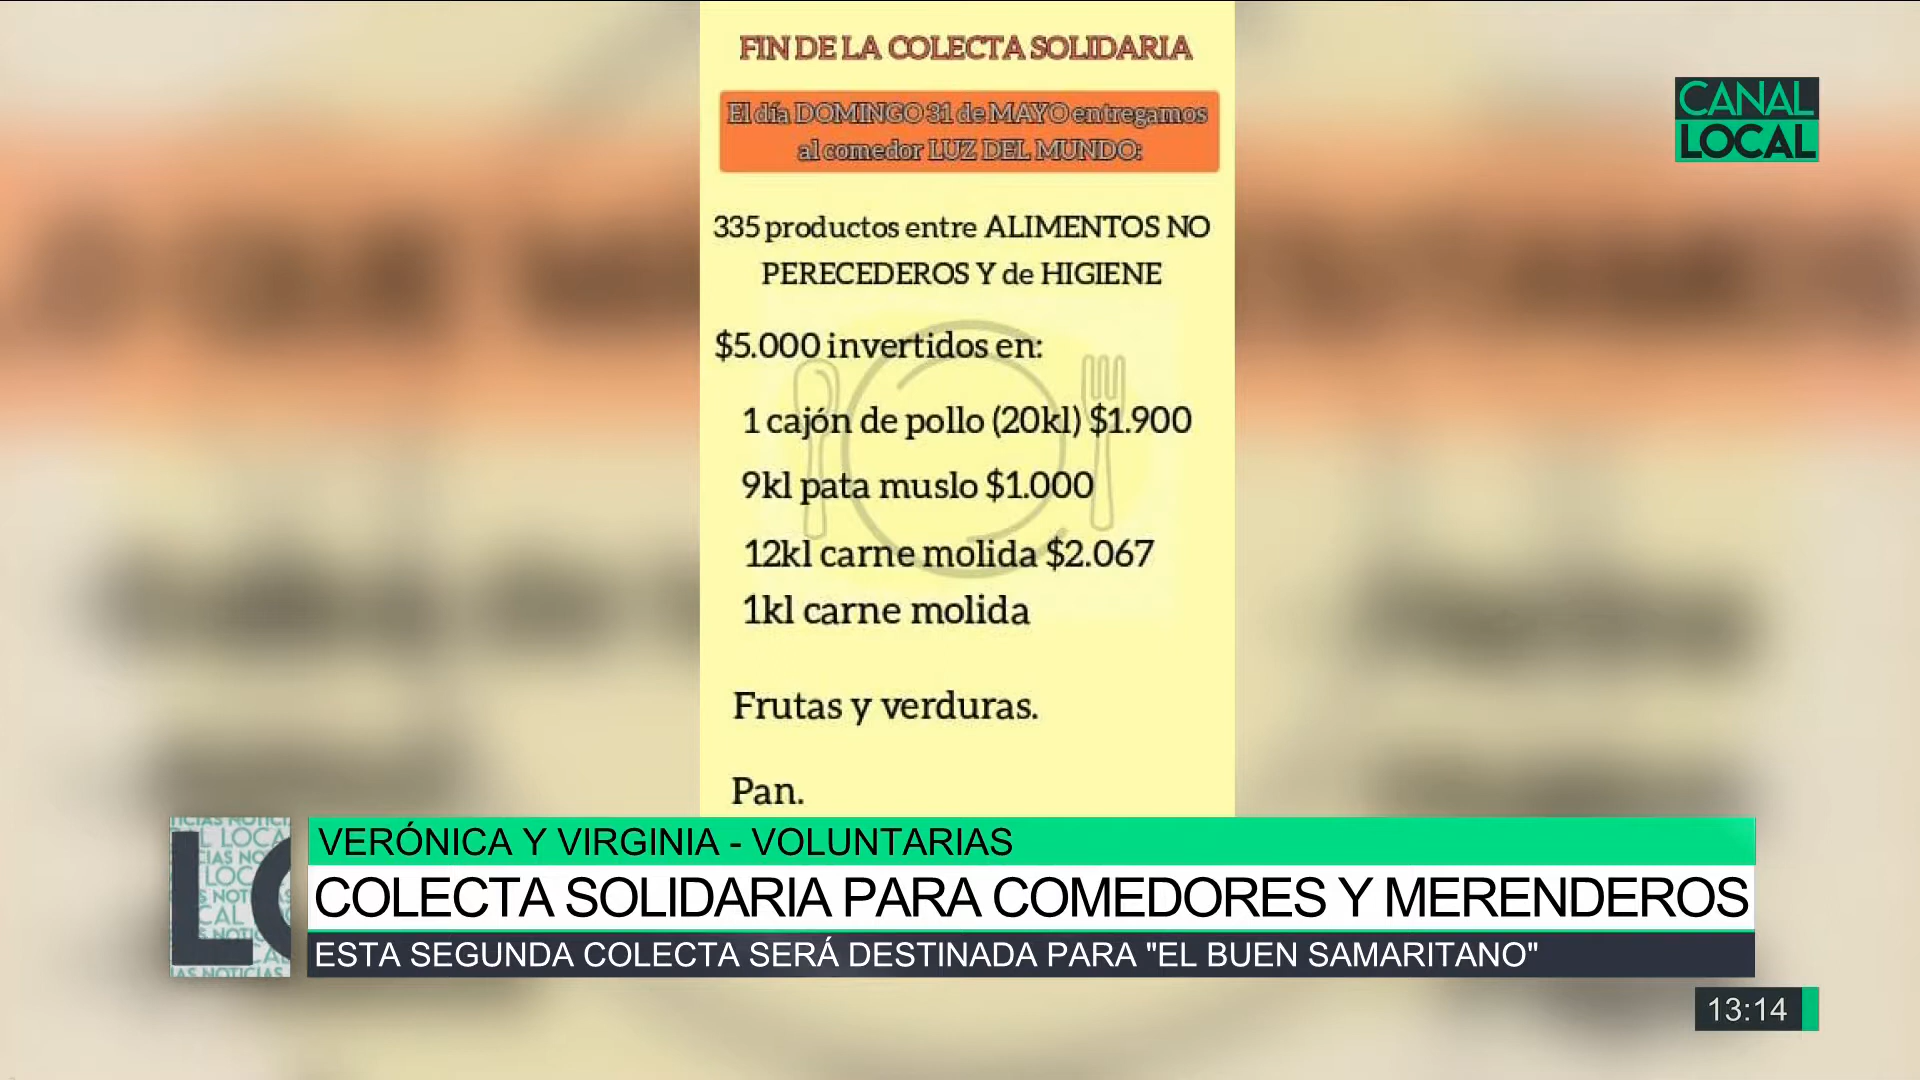 FIN DE LA COLECTA SOLIDARIA
El día DOMINGO 31 de MAYO entregamos
al comedor LUZ DEL MUNDO:
335 productos entre ALIMENTOS NO
PERECEDEROS Y de HIGIENE
$5.000 invertidos en:
1 cajón de pollo (20kl) $1.900
9kl pata muslo $1.000
12kl carne molida $2.067
1kl carne molida
Frutas y verduras.
Pan.
CANAL
LOCAL
VERÓNICA Y VIRGINIA - VOLUNTARIAS
COLECTA SOLIDARIA PARA COMEDORES Y MERENDEROS
ESTA SEGUNDA COLECTA SERÁ DESTINADA PARA "EL BUEN SAMARITANO"
13:14